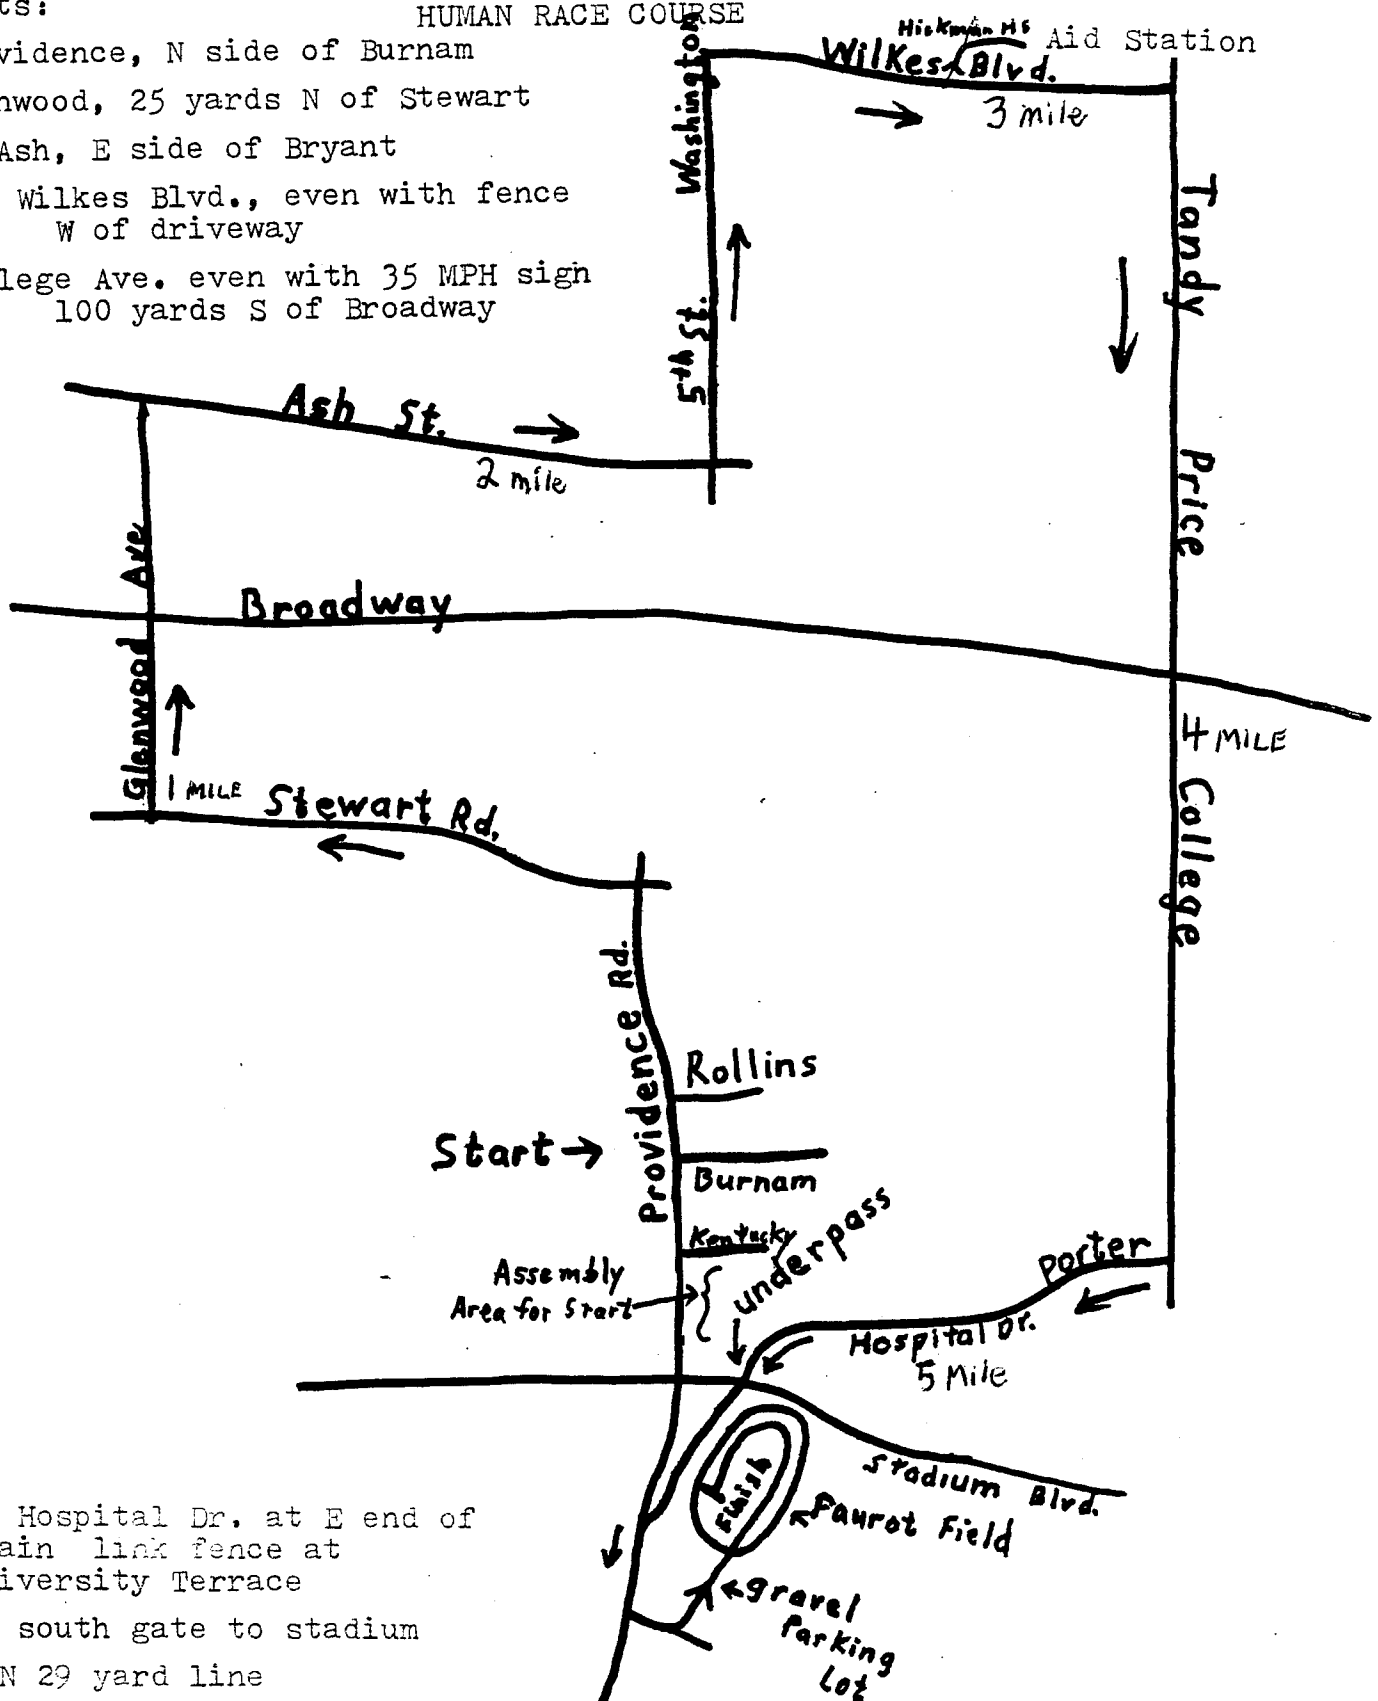 ts:
HUMAN RACE COURSE
vidence, N side of Burnam
nwood, 25 yards N of Stewart
Ash, E side of Bryant
Wilkes Blvd., even with fence
W of driveway
lege Ave. even with 35 MPH sign
100 yards S of Broadway
Hickman HS
Aid Station
Wilkes Blvd.
3 mile
Washington
5th St.
Tandy
Price
College
Ash St.
2 mile
Glenwood Ave
Broadway
4 MILE
1 MILE
Stewart Rd.
Providence Rd.
Rollins
Start
Burnam
Kentucky
underpass
Assembly
Area for Start
Porter
Hospital Dr.
5 Mile
Stadium Blvd.
Finish
Faurot Field
gravel
Parking
Lot
Hospital Dr. at E end of
ain link fence at
iversity Terrace
south gate to stadium
N 29 yard line